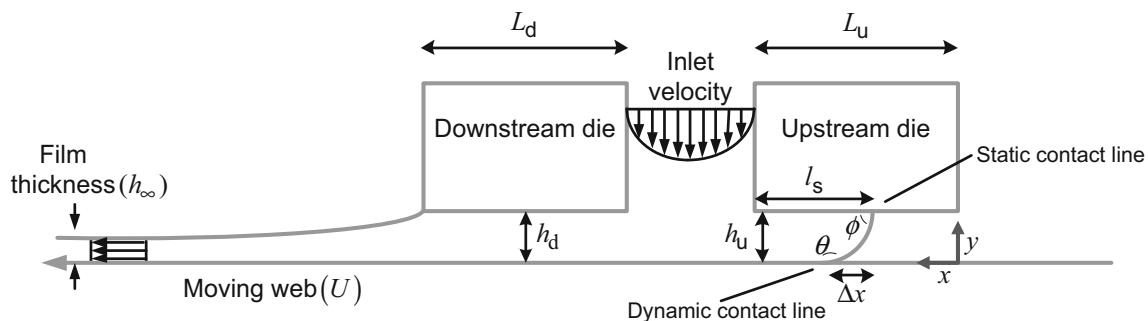 L_d
L_u
Inlet
velocity
Downstream die
Upstream die
Static contact line
Film
thickness (h_∞)
l_s
h_d
h_u
ϕ
θ
y
x
Moving web (U)
Δx
Dynamic contact line